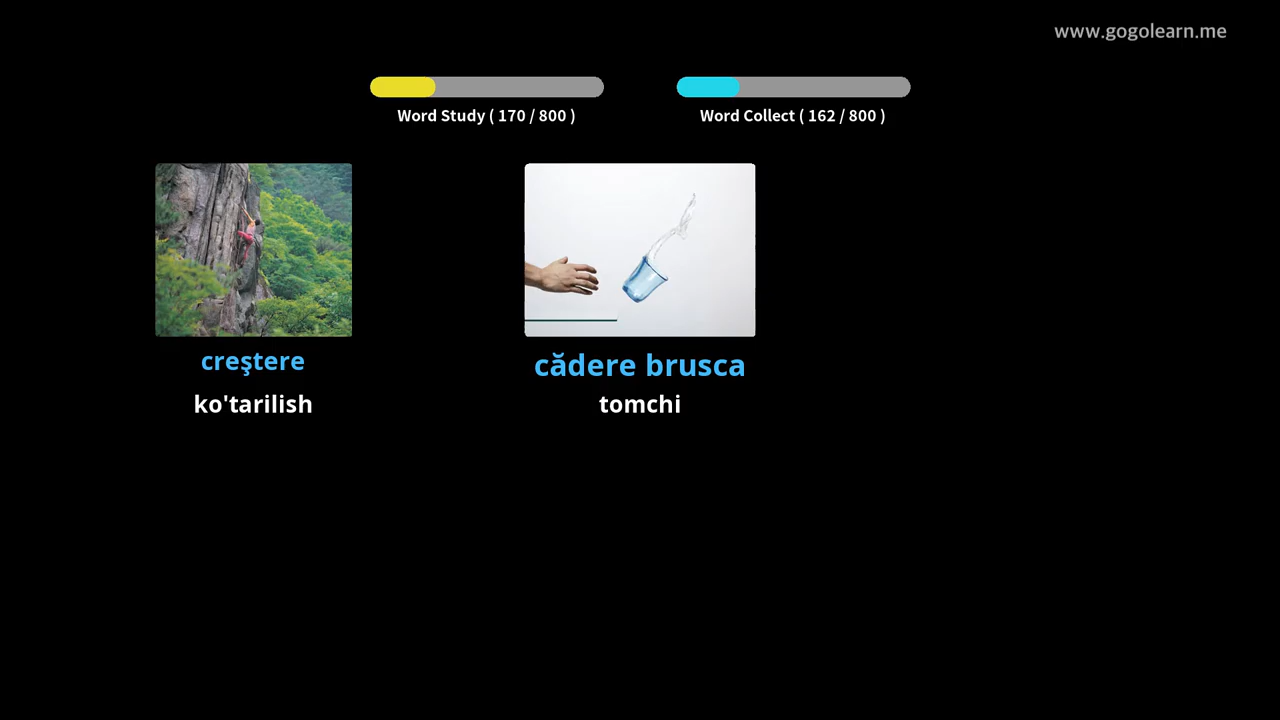 www.gogolearn.me
Word Study ( 170 / 800 )
Word Collect ( 162 / 800 )
creştere
ko'tarilish
cădere brusca
tomchi